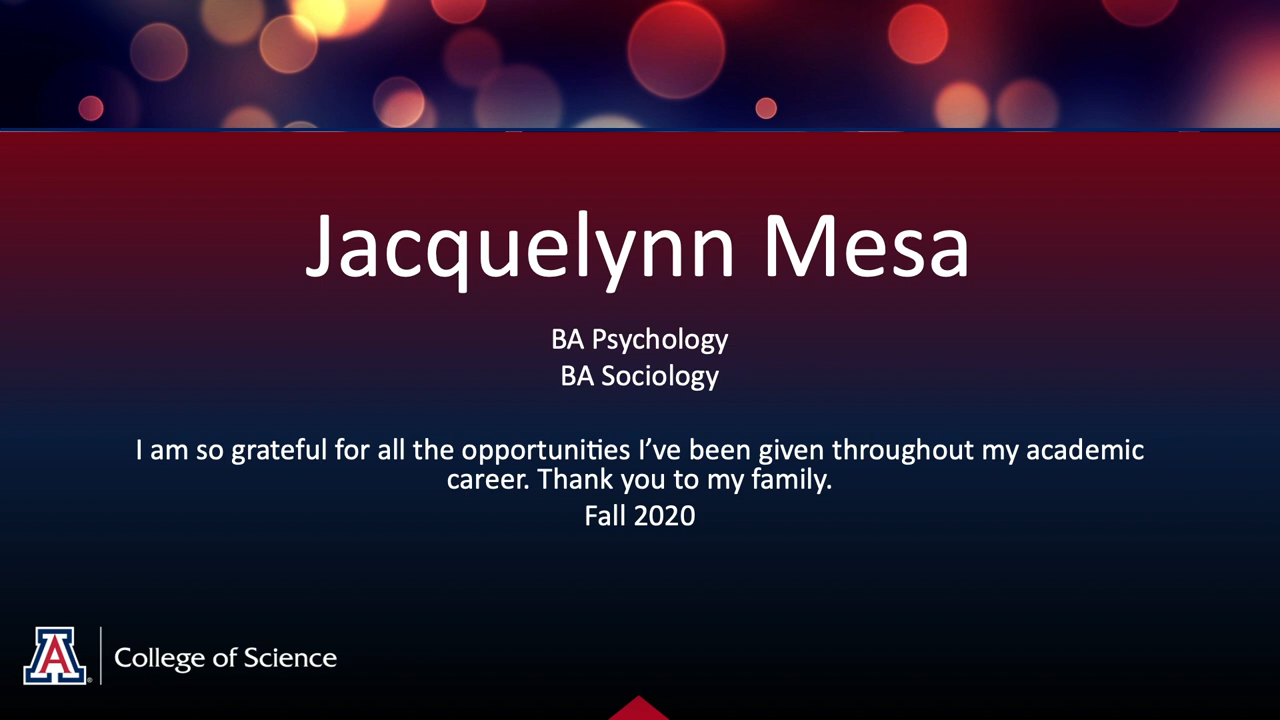 Jacquelynn Mesa
BA Psychology
BA Sociology
I am so grateful for all the opportunities I’ve been given throughout my academic
career. Thank you to my family.
Fall 2020
A
College of Science